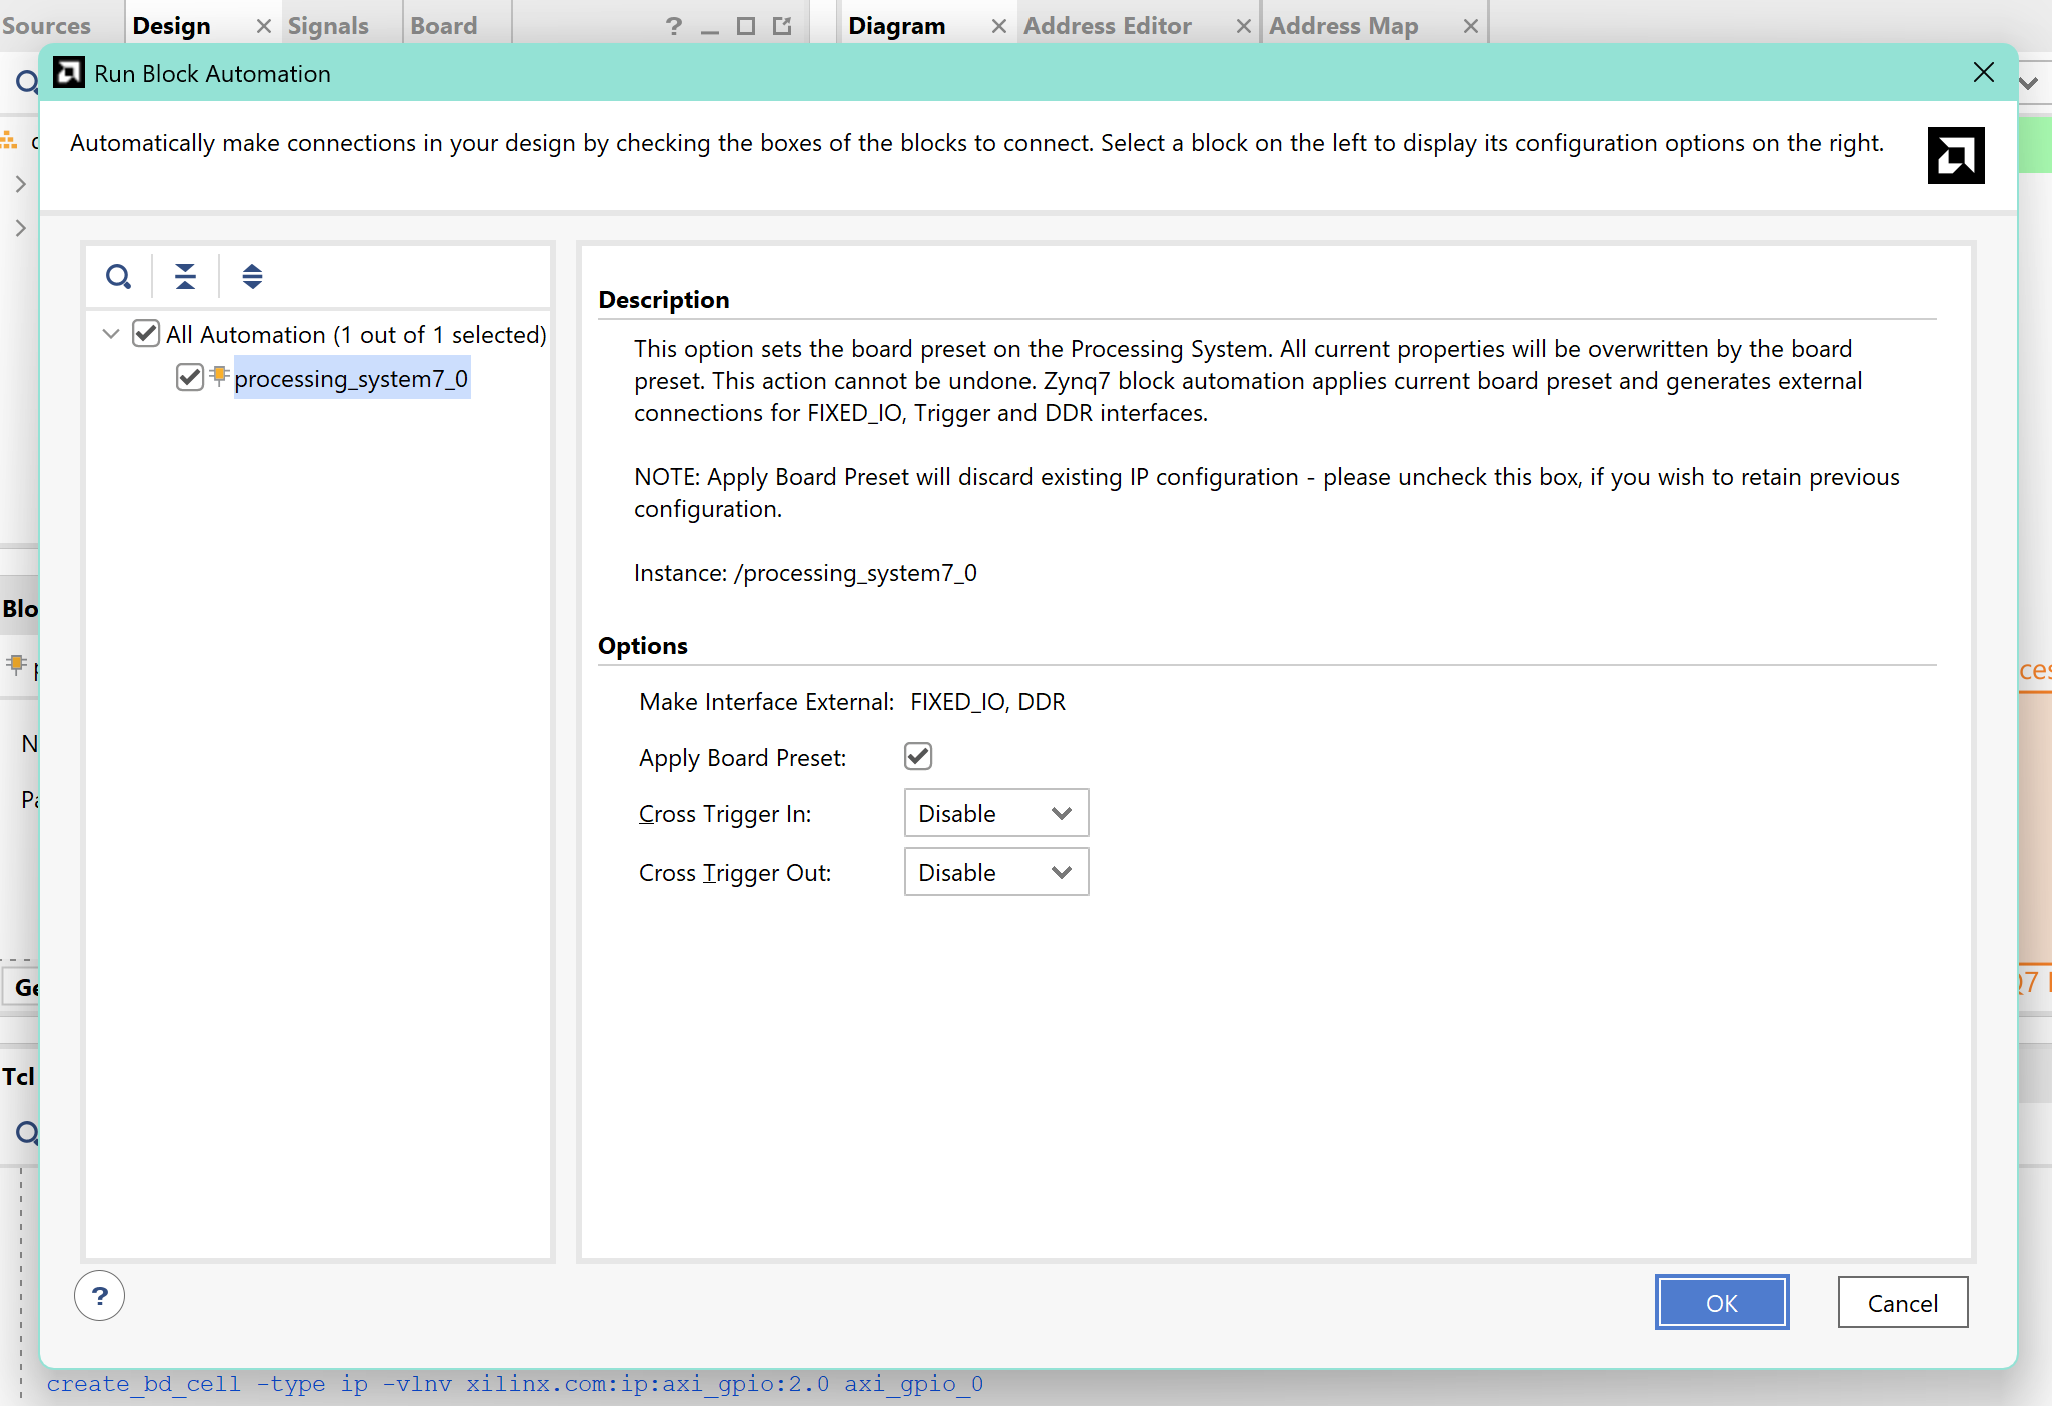 Sources Design Signals Board ? Diagram Address Editor Address Map
Run Block Automation
Automatically make connections in your design by checking the boxes of the blocks to connect. Select a block on the left to display its configuration options on the right.
All Automation (1 out of 1 selected)
processing_system7_0
Description
This option sets the board preset on the Processing System. All current properties will be overwritten by the board
preset. This action cannot be undone. Zynq7 block automation applies current board preset and generates external
connections for FIXED_IO, Trigger and DDR interfaces.
NOTE: Apply Board Preset will discard existing IP configuration - please uncheck this box, if you wish to retain previous
configuration.
Instance: /processing_system7_0
Options
Make Interface External: FIXED_IO, DDR
Apply Board Preset:
Cross Trigger In: Disable
Cross Trigger Out: Disable
Blo
N
Tcl
? OK Cancel
create_bd_cell -type ip -vlnv xilinx.com:ip:axi_gpio:2.0 axi_gpio_0